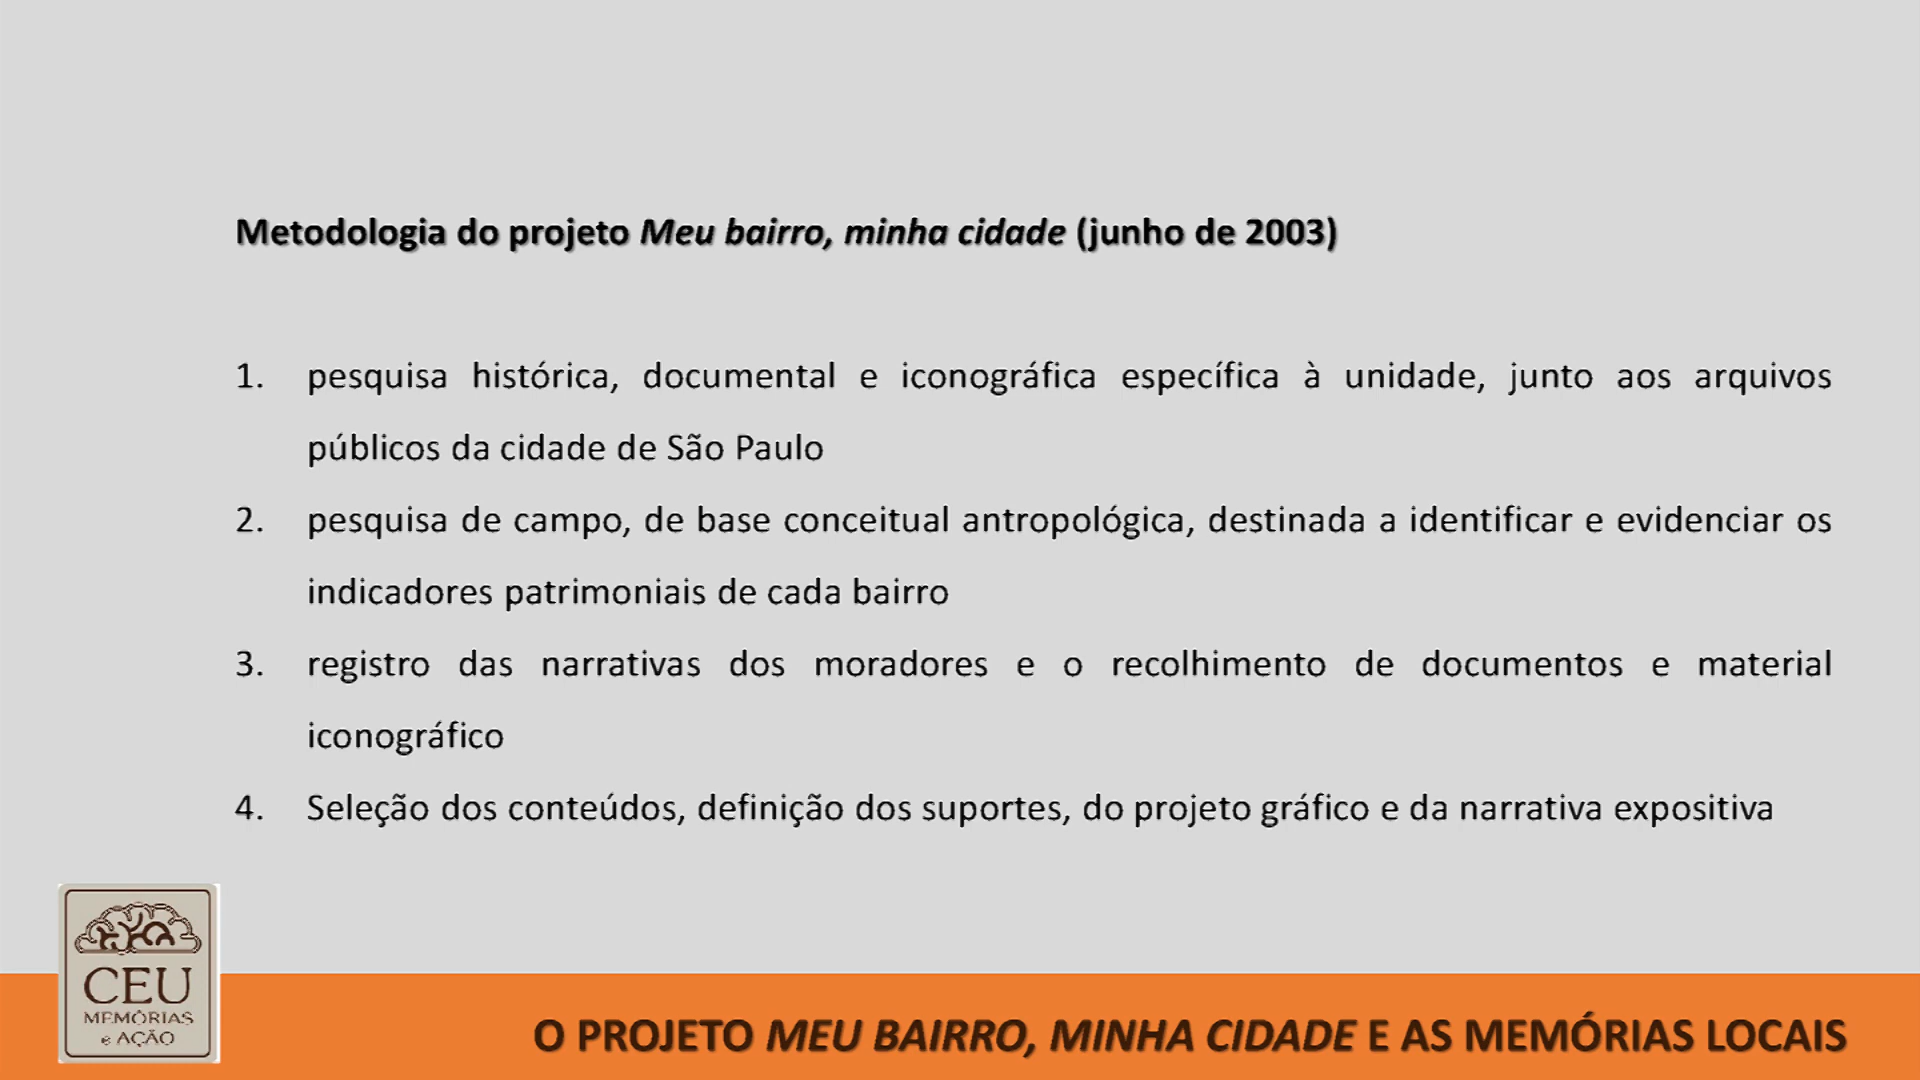 Metodologia do projeto Meu bairro, minha cidade (junho de 2003)
1. pesquisa histórica, documental e iconográfica específica à unidade, junto aos arquivos
públicos da cidade de São Paulo
2. pesquisa de campo, de base conceitual antropológica, destinada a identificar e evidenciar os
indicadores patrimoniais de cada bairro
3. registro das narrativas dos moradores e o recolhimento de documentos e material
iconográfico
4. Seleção dos conteúdos, definição dos suportes, do projeto gráfico e da narrativa expositiva
CEU
MEMÓRIAS
e AÇÃO
O PROJETO MEU BAIRRO, MINHA CIDADE E AS MEMÓRIAS LOCAIS